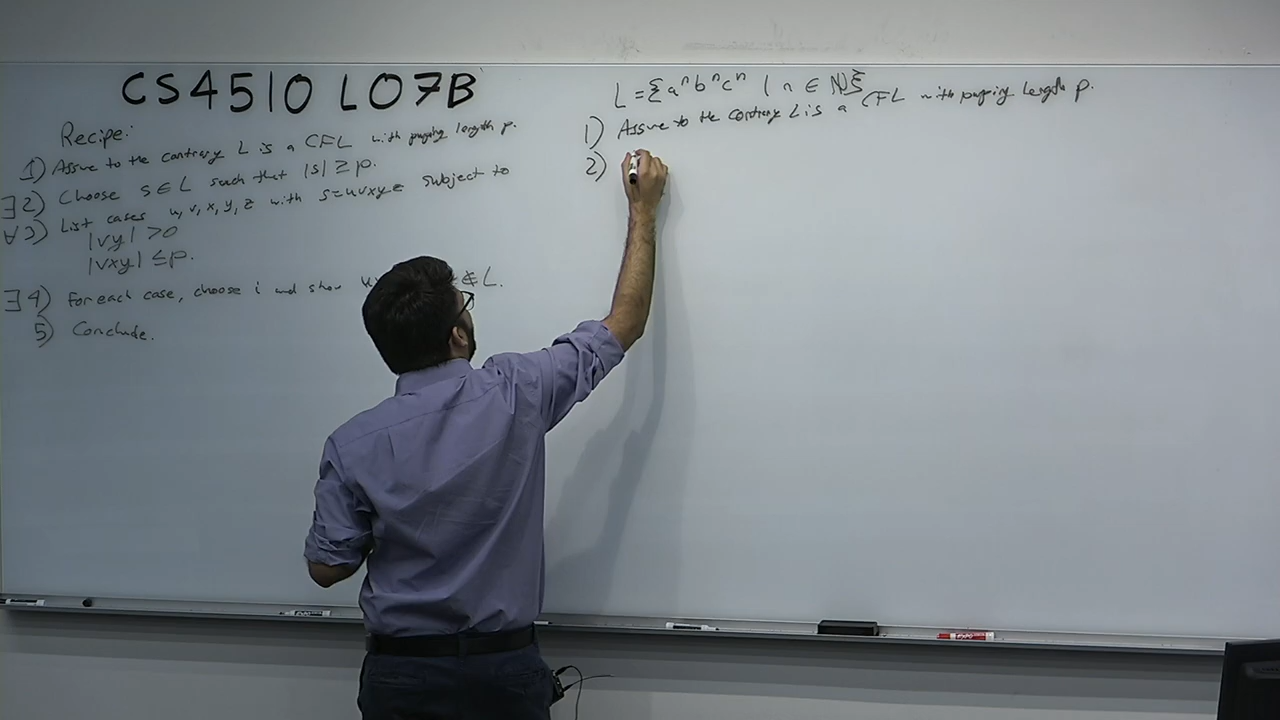 CS4510 L07B
Recipe:
1) Assume to the contrary L is a CFL with pumping length p.
∃ 2) Choose s ∈ L such that |s| ≥ p.
∀ 3) List cases u, v, x, y, z with s = uvxyz subject to
|vy| > 0
|vxy| ≤ p.
∃ 4) For each case, choose i and show ∉ L.
5) Conclude.
L = { aⁿbⁿcⁿ | n ∈ ℕ}
1) Assume to the contrary L is a CFL with pumping length p.
2)